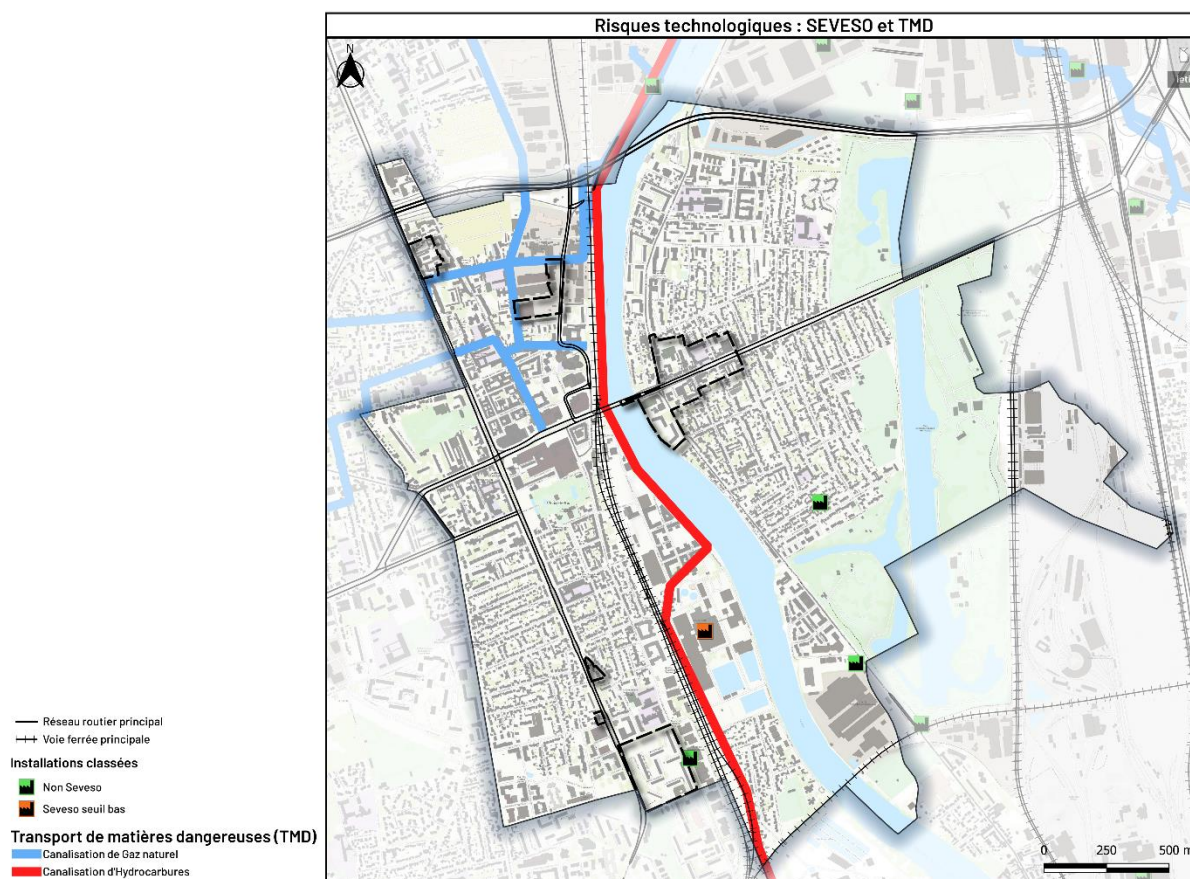 Risques technologiques : SEVESO et TMD
N
Réseau routier principal
Voie ferrée principale
Installations classées
Non Seveso
Seveso seuil bas
Transport de matières dangereuses (TMD)
Canalisation de Gaz naturel
Canalisation d'Hydrocarbures
0 250 500 m